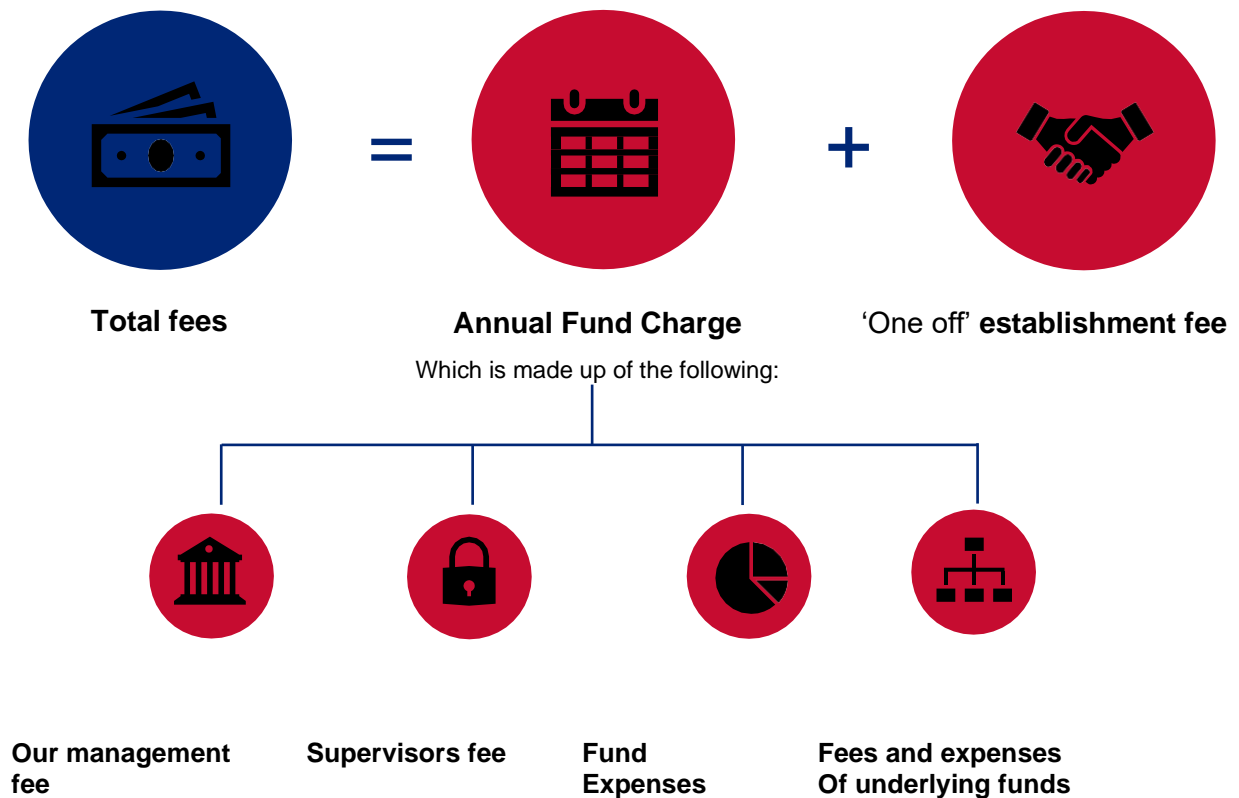 =
+
Total fees
Annual Fund Charge
‘One off’ establishment fee
Which is made up of the following:
Our management
fee
Supervisors fee
Fund
Expenses
Fees and expenses
Of underlying funds